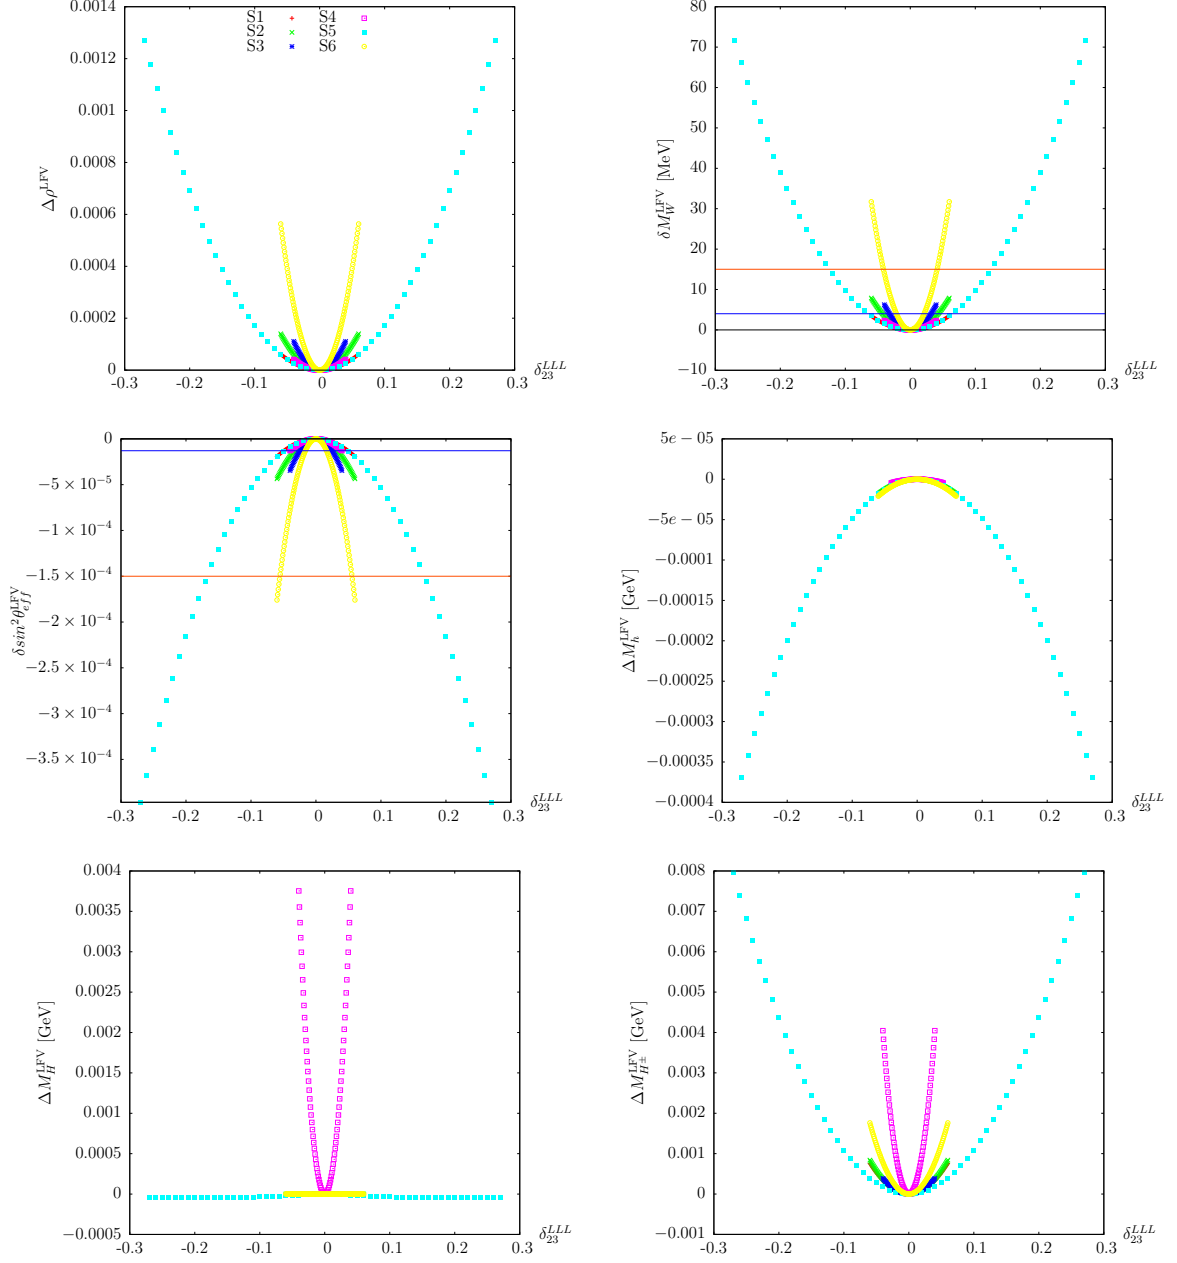 0.0014
0.0012
0.001
0.0008
0.0006
0.0004
0.0002
0
-0.3 -0.2 -0.1 0 0.1 0.2 0.3
Δρ^LFV
δ_23^LLL
S1 S4
S2 S5
S3 S6
80
70
60
50
40
30
20
10
0
−10
-0.3 -0.2 -0.1 0 0.1 0.2 0.3
δM_W^LFV [MeV]
δ_23^LLL
0
−5 × 10^−5
−1 × 10^−4
−1.5 × 10^−4
−2 × 10^−4
−2.5 × 10^−4
−3 × 10^−4
−3.5 × 10^−4
-0.3 -0.2 -0.1 0 0.1 0.2 0.3
δsin^2θ_eff^LFV
δ_23^LLL
5e − 05
0
−5e − 05
−0.0001
−0.00015
−0.0002
−0.00025
−0.0003
−0.00035
−0.0004
-0.3 -0.2 -0.1 0 0.1 0.2 0.3
ΔM_h^LFV [GeV]
δ_23^LLL
0.004
0.0035
0.003
0.0025
0.002
0.0015
0.001
0.0005
0
-0.0005
-0.3 -0.2 -0.1 0 0.1 0.2 0.3
ΔM_H^LFV [GeV]
δ_23^LLL
0.008
0.007
0.006
0.005
0.004
0.003
0.002
0.001
0
-0.001
-0.3 -0.2 -0.1 0 0.1 0.2 0.3
ΔM_H^±^LFV [GeV]
δ_23^LLL